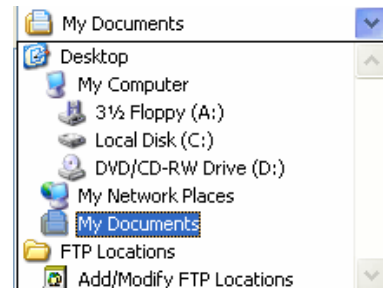 My Documents
Desktop
My Computer
3½ Floppy (A:)
Local Disk (C:)
DVD/CD-RW Drive (D:)
My Network Places
My Documents
FTP Locations
Add/Modify FTP Locations